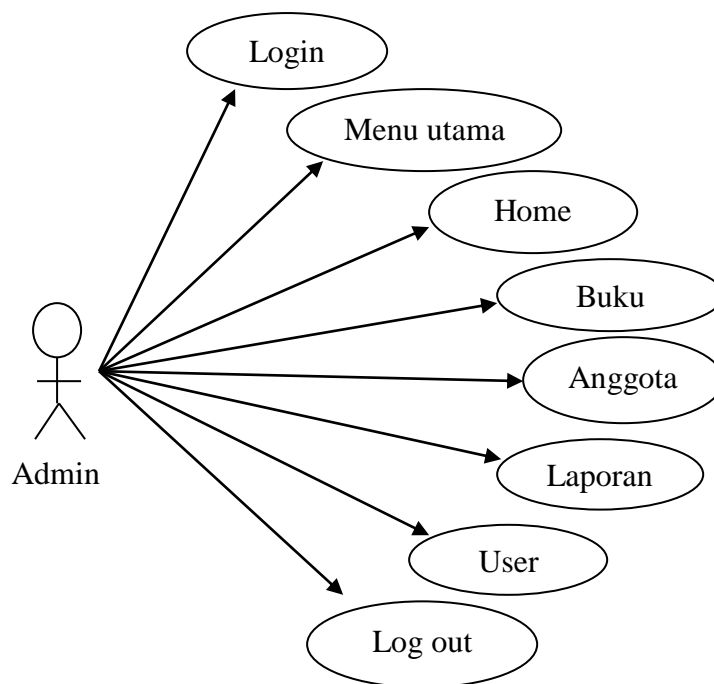 Login
Menu utama
Home
Buku
Anggota
Laporan
User
Log out
Admin